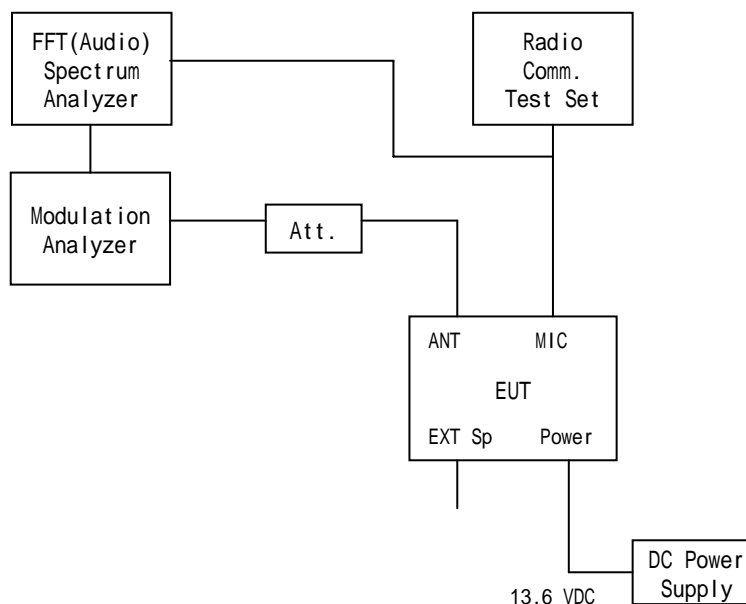 FFT(Audio)
Spectrum
Analyzer
Radio
Comm.
Test Set
Modulation
Analyzer
Att.
ANT MIC
EUT
EXT Sp Power
DC Power
Supply
13.6 VDC